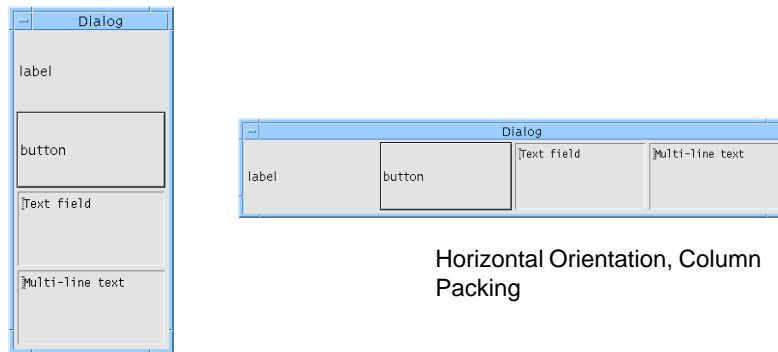 Dialog
label
button
Text field
Multi-line text
Dialog
label
button
Text field
Multi-line text
Horizontal Orientation, Column
Packing